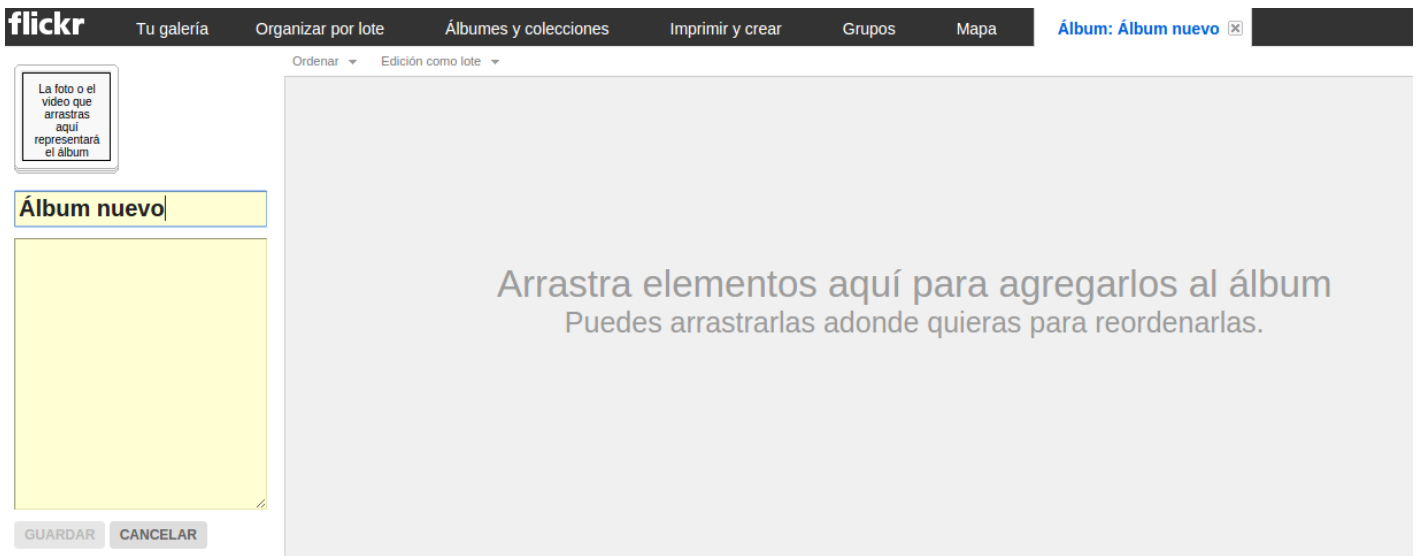 flickr Tu galería Organizar por lote Álbumes y colecciones Imprimir y crear Grupos Mapa Álbum: Álbum nuevo
Ordenar Edición como lote
La foto o el
video que
arrastras
aquí
representará
el álbum
Álbum nuevo
GUARDAR CANCELAR
Arrastra elementos aquí para agregarlos al álbum
Puedes arrastrarlas adonde quieras para reordenarlas.